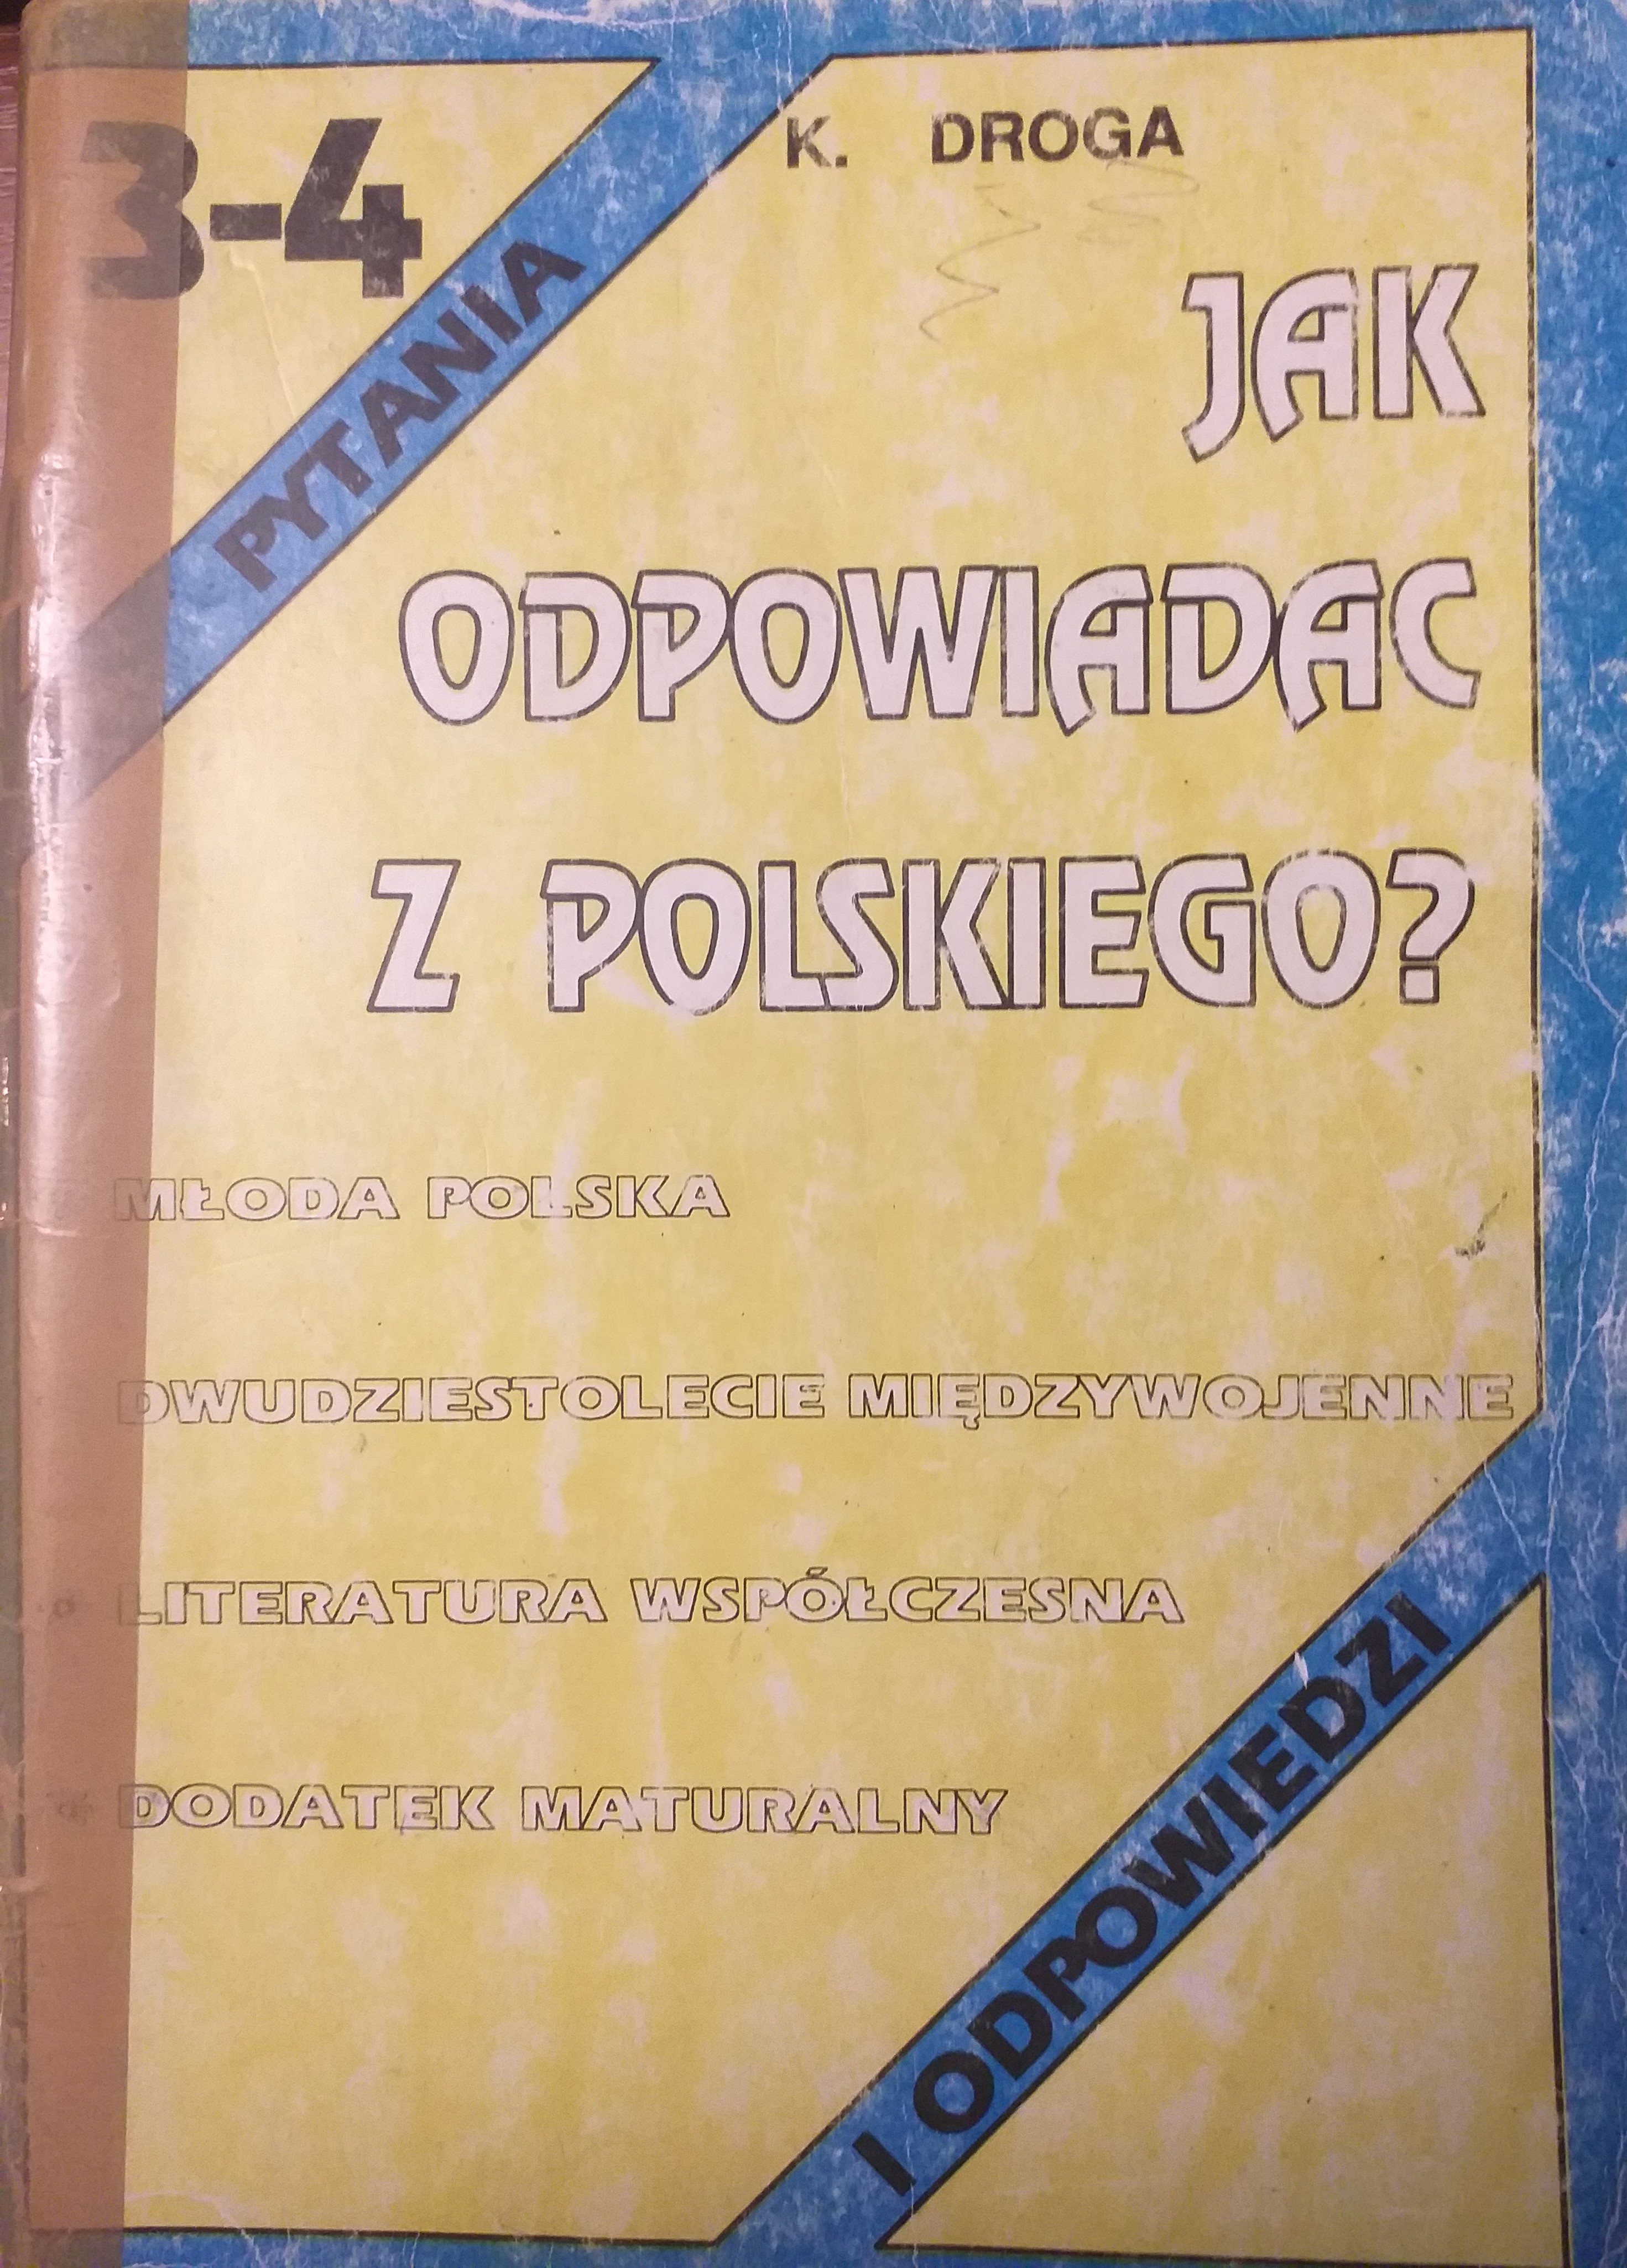 3-4
PYTANIA
K. DROGA
JAK
ODPOWIADAC
Z POLSKIEGO?
MŁODA POLSKA
DWUDZIESTOLECIE MIĘDZYWOJENNE
LITERATURA WSPÓŁCZESNA
DODATEK MATURALNY
I ODPOWIEDZI